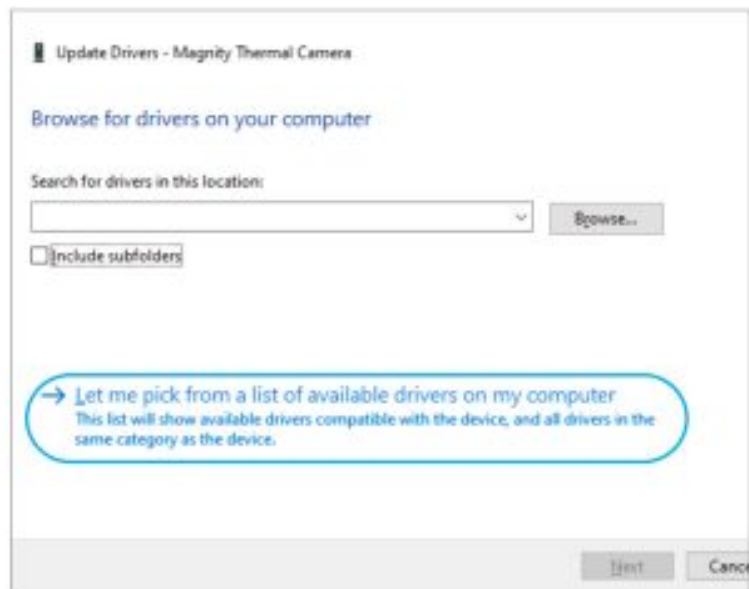 Update Drivers - Magnity Thermal Camera
Browse for drivers on your computer
Search for drivers in this location:
Browse...
Include subfolders
Let me pick from a list of available drivers on my computer
This list will show available drivers compatible with the device, and all drivers in the
same category as the device.
Next
Cance